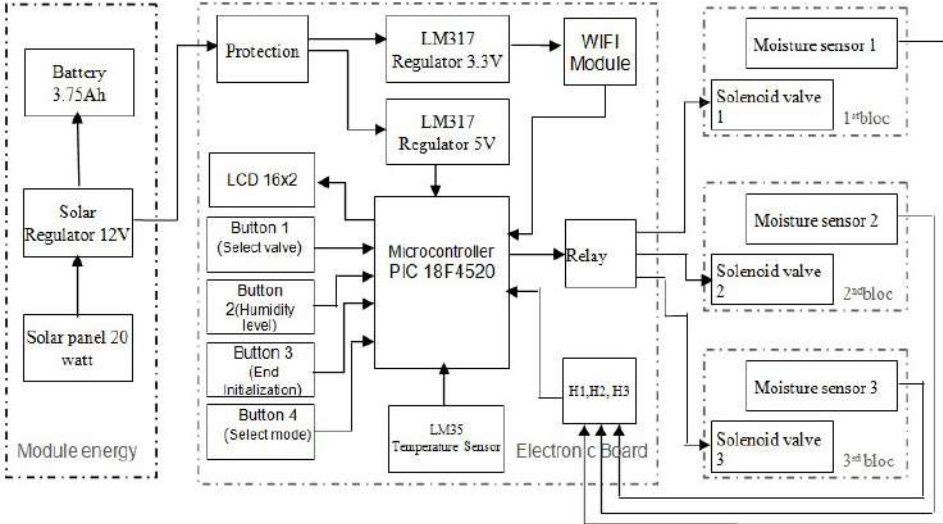 Battery
3.75Ah
Solar
Regulator 12V
Solar panel 20
watt
Module energy
Protection
LM317
Regulator 3.3V
WIFI
Module
LM317
Regulator 5V
LCD 16x2
Button 1
(Select valve)
Button
2(Humidity
level)
Button 3
(End
Initialization)
Button 4
(Select mode)
Microcontroller
PIC 18F4520
Relay
H1,H2, H3
LM35
Temperature Sensor
Electronic Board
Moisture sensor 1
Solenoid valve
1
1st bloc
Moisture sensor 2
Solenoid valve
2
2nd bloc
Moisture sensor 3
Solenoid valve
3
3rd bloc